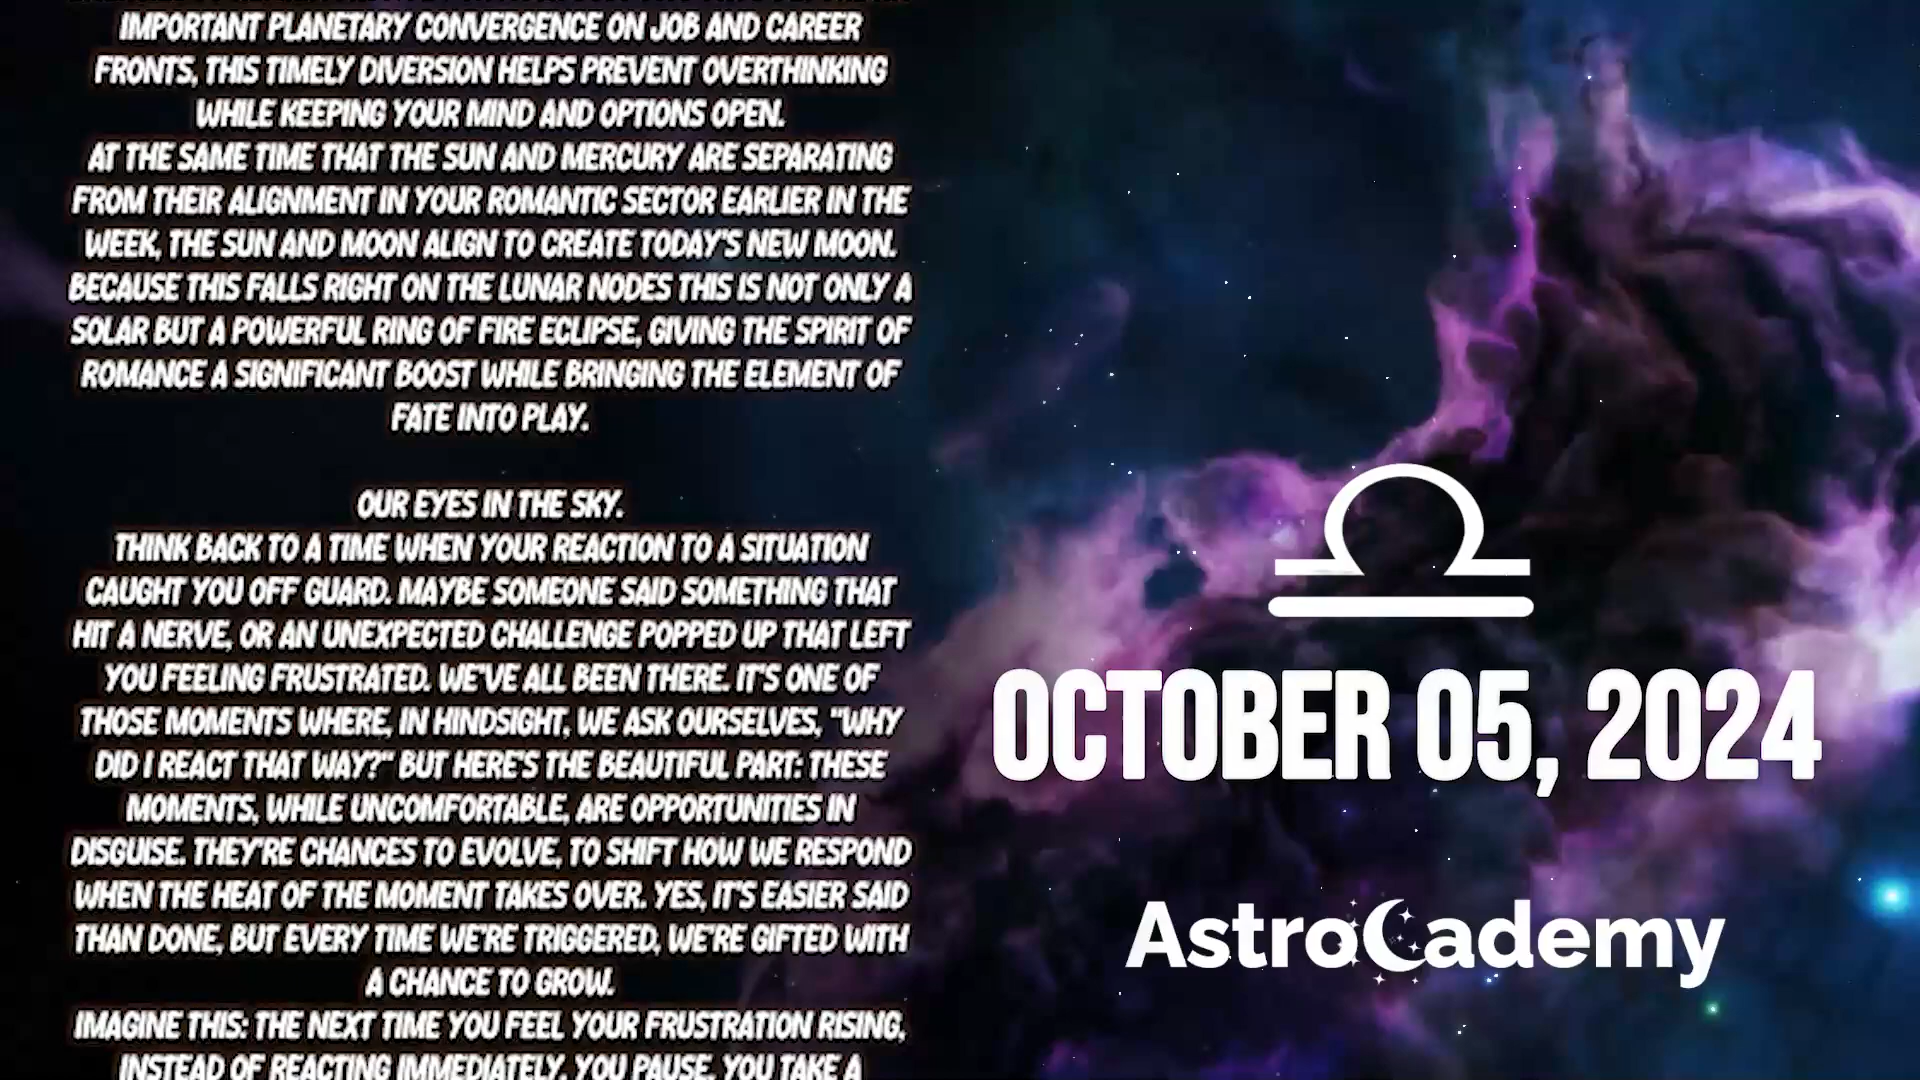 IMPORTANT PLANETARY CONVERGENCE ON JOB AND CAREER
FRONTS, THIS TIMELY DIVERSION HELPS PREVENT OVERTHINKING
WHILE KEEPING YOUR MIND AND OPTIONS OPEN.
AT THE SAME TIME THAT THE SUN AND MERCURY ARE SEPARATING
FROM THEIR ALIGNMENT IN YOUR ROMANTIC SECTOR EARLIER IN THE
WEEK, THE SUN AND MOON ALIGN TO CREATE TODAY'S NEW MOON.
BECAUSE THIS FALLS RIGHT ON THE LUNAR NODES THIS IS NOT ONLY A
SOLAR BUT A POWERFUL RING OF FIRE ECLIPSE, GIVING THE SPIRIT OF
ROMANCE A SIGNIFICANT BOOST WHILE BRINGING THE ELEMENT OF
FATE INTO PLAY.
OUR EYES IN THE SKY.
THINK BACK TO A TIME WHEN YOUR REACTION TO A SITUATION
CAUGHT YOU OFF GUARD. MAYBE SOMEONE SAID SOMETHING THAT
HIT A NERVE, OR AN UNEXPECTED CHALLENGE POPPED UP THAT LEFT
YOU FEELING FRUSTRATED. WE'VE ALL BEEN THERE. IT'S ONE OF
THOSE MOMENTS WHERE, IN HINDSIGHT, WE ASK OURSELVES, "WHY
DID I REACT THAT WAY?" BUT HERE'S THE BEAUTIFUL PART: THESE
MOMENTS, WHILE UNCOMFORTABLE, ARE OPPORTUNITIES IN
DISGUISE. THEY'RE CHANCES TO EVOLVE, TO SHIFT HOW WE RESPOND
WHEN THE HEAT OF THE MOMENT TAKES OVER. YES, IT'S EASIER SAID
THAN DONE, BUT EVERY TIME WE'RE TRIGGERED, WE'RE GIFTED WITH
A CHANCE TO GROW.
IMAGINE THIS: THE NEXT TIME YOU FEEL YOUR FRUSTRATION RISING,
INSTEAD OF REACTING IMMEDIATELY, YOU PAUSE. YOU TAKE A
OCTOBER 05, 2024
AstroCademy